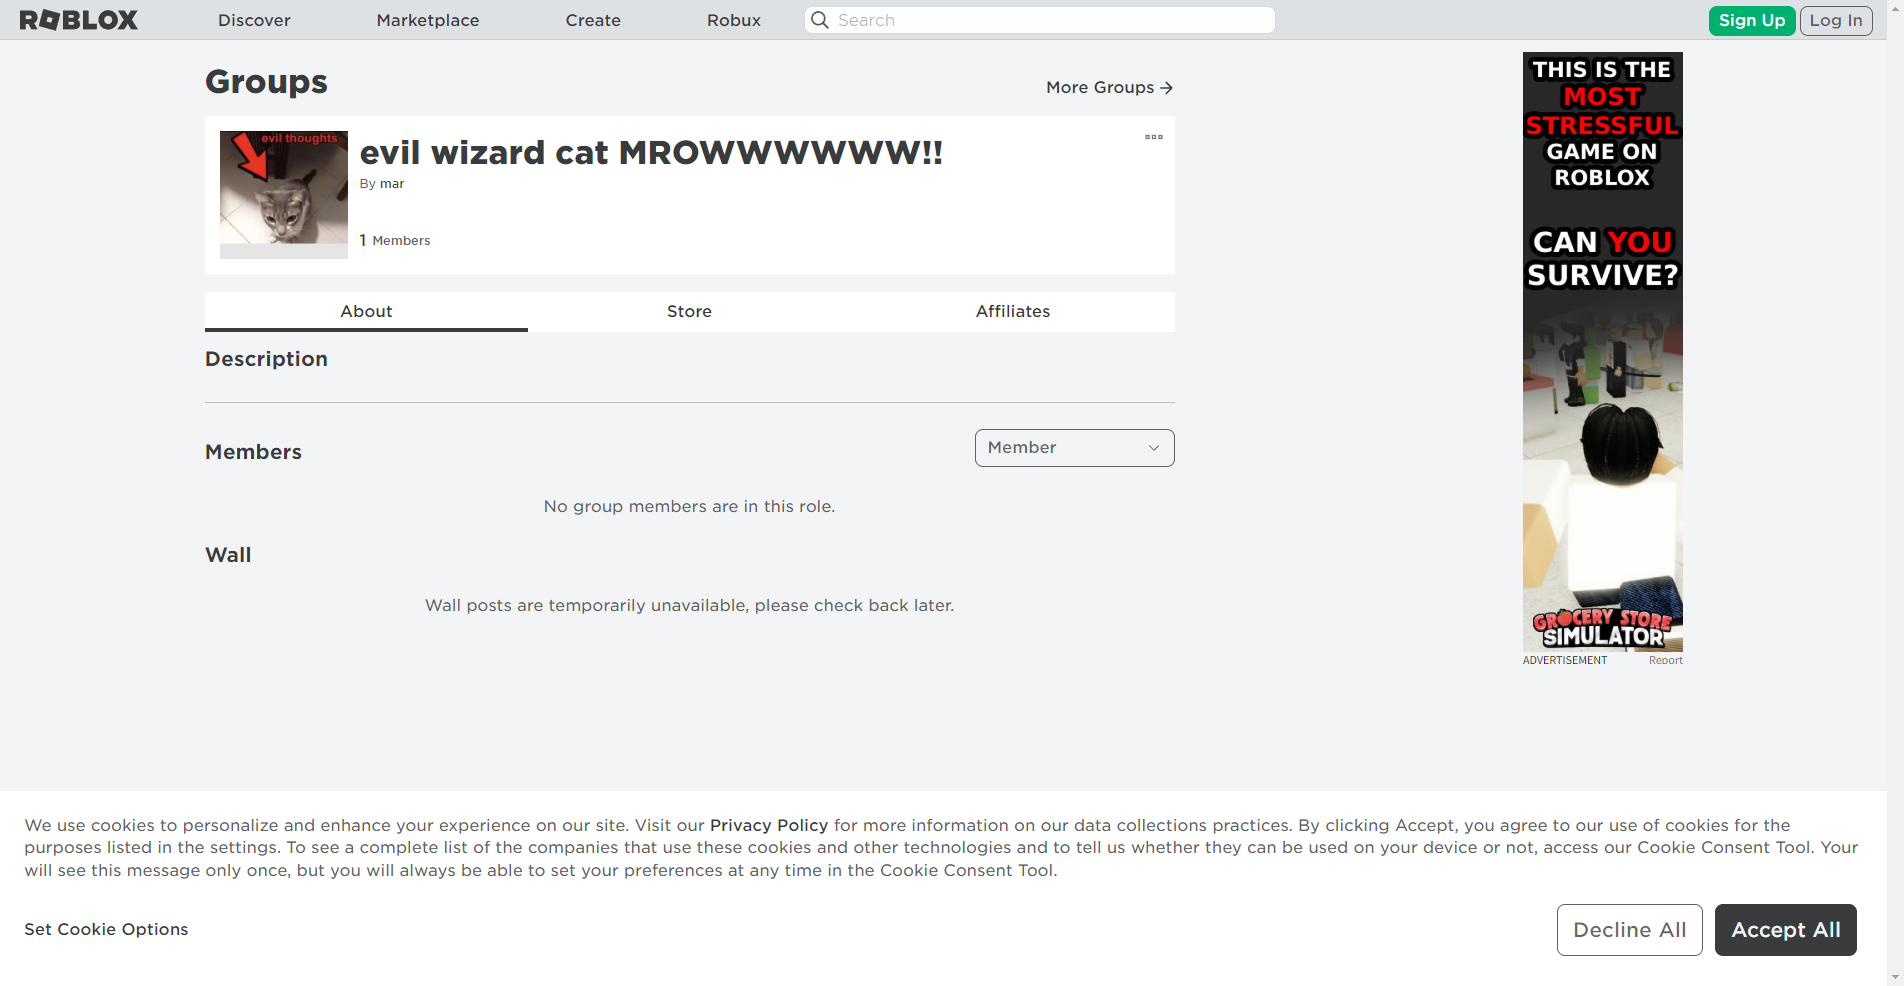 ROBLOX Discover Marketplace Create Robux Search Sign Up Log In
Groups
More Groups
evil thoughts
evil wizard cat MROWWWWWW!!
By mar
1 Members
About Store Affiliates
Description
Members
Member
No group members are in this role.
Wall
Wall posts are temporarily unavailable, please check back later.
THIS IS THE
MOST
STRESSFUL
GAME ON
ROBLOX
CAN YOU
SURVIVE?
GROCERY STORE
SIMULATOR
ADVERTISEMENT Report
We use cookies to personalize and enhance your experience on our site. Visit our Privacy Policy for more information on our data collections practices. By clicking Accept, you agree to our use of cookies for the
purposes listed in the settings. To see a complete list of the companies that use these cookies and other technologies and to tell us whether they can be used on your device or not, access our Cookie Consent Tool. Your
will see this message only once, but you will always be able to set your preferences at any time in the Cookie Consent Tool.
Set Cookie Options
Decline All Accept All